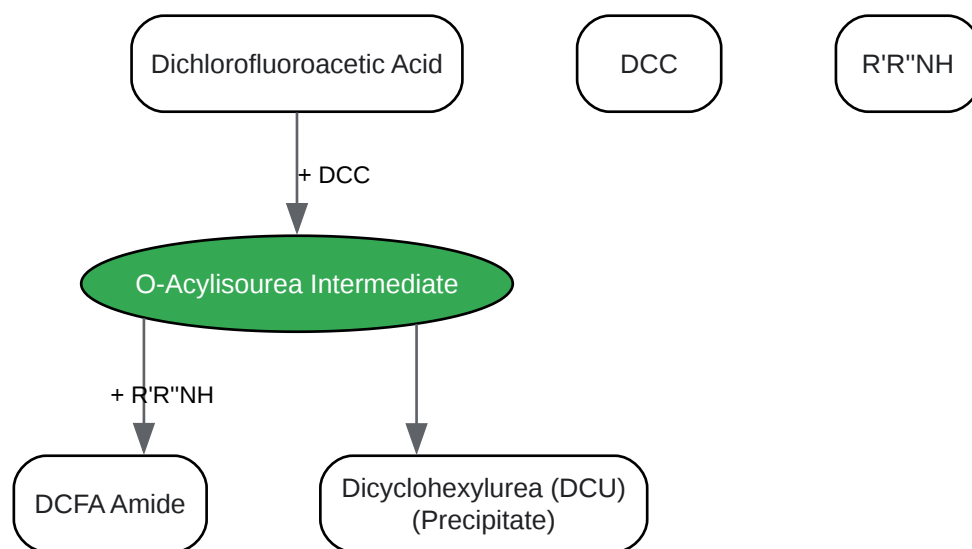 Dichlorofluoroacetic Acid
DCC
R'R"NH
+ DCC
O-Acylisourea Intermediate
+ R'R"NH
DCFA Amide
Dicyclohexylurea (DCU)
(Precipitate)